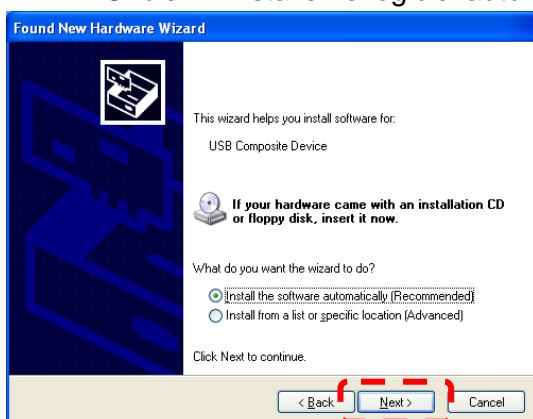 Found New Hardware Wizard
This wizard helps you install software for:
USB Composite Device
If your hardware came with an installation CD
or floppy disk, insert it now.
What do you want the wizard to do?
Install the software automatically (Recommended)
Install from a list or specific location (Advanced)
Click Next to continue.
< Back Next > Cancel